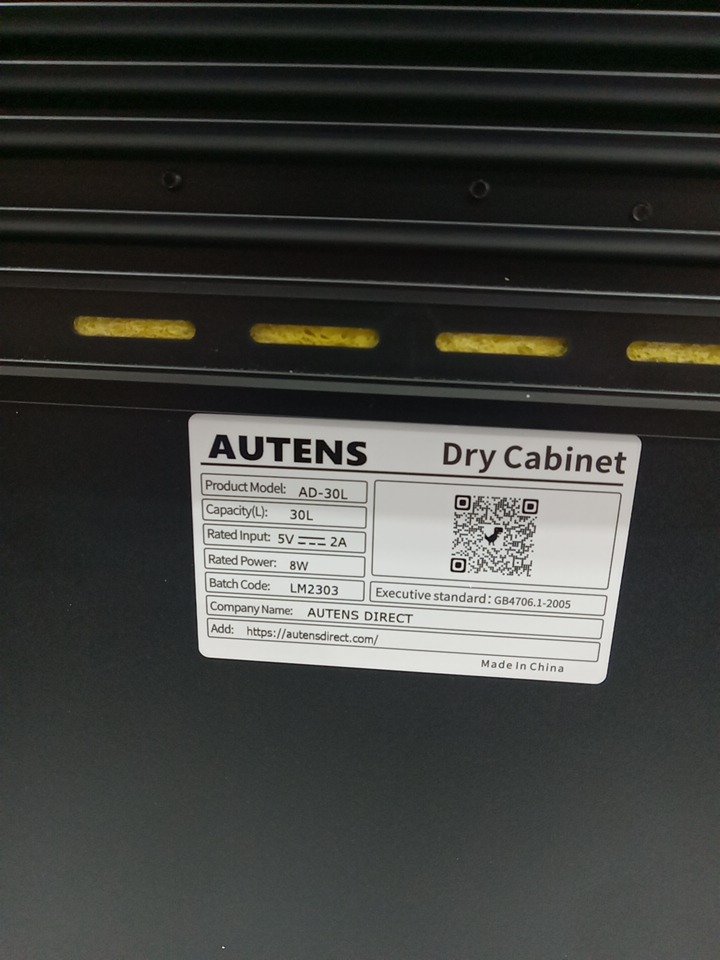 AUTENS Dry Cabinet
Product Model: AD-30L
Capacity(L): 30L
Rated Input: 5V ⎓ 2A
Rated Power: 8W
Batch Code: LM2303
Executive standard: GB4706.1-2005
Company Name: AUTENS DIRECT
Add: https://autensdirect.com/
Made In China